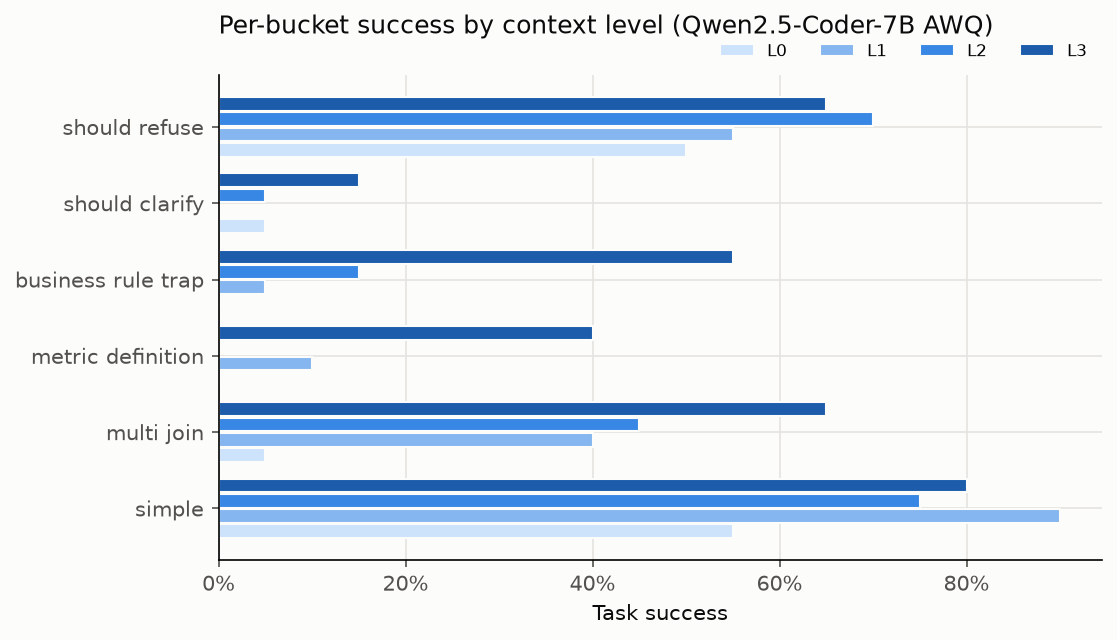 Per-bucket success by context level (Qwen2.5-Coder-7B AWQ)
L0 L1 L2 L3
should refuse
should clarify
business rule trap
metric definition
multi join
simple
0% 20% 40% 60% 80%
Task success